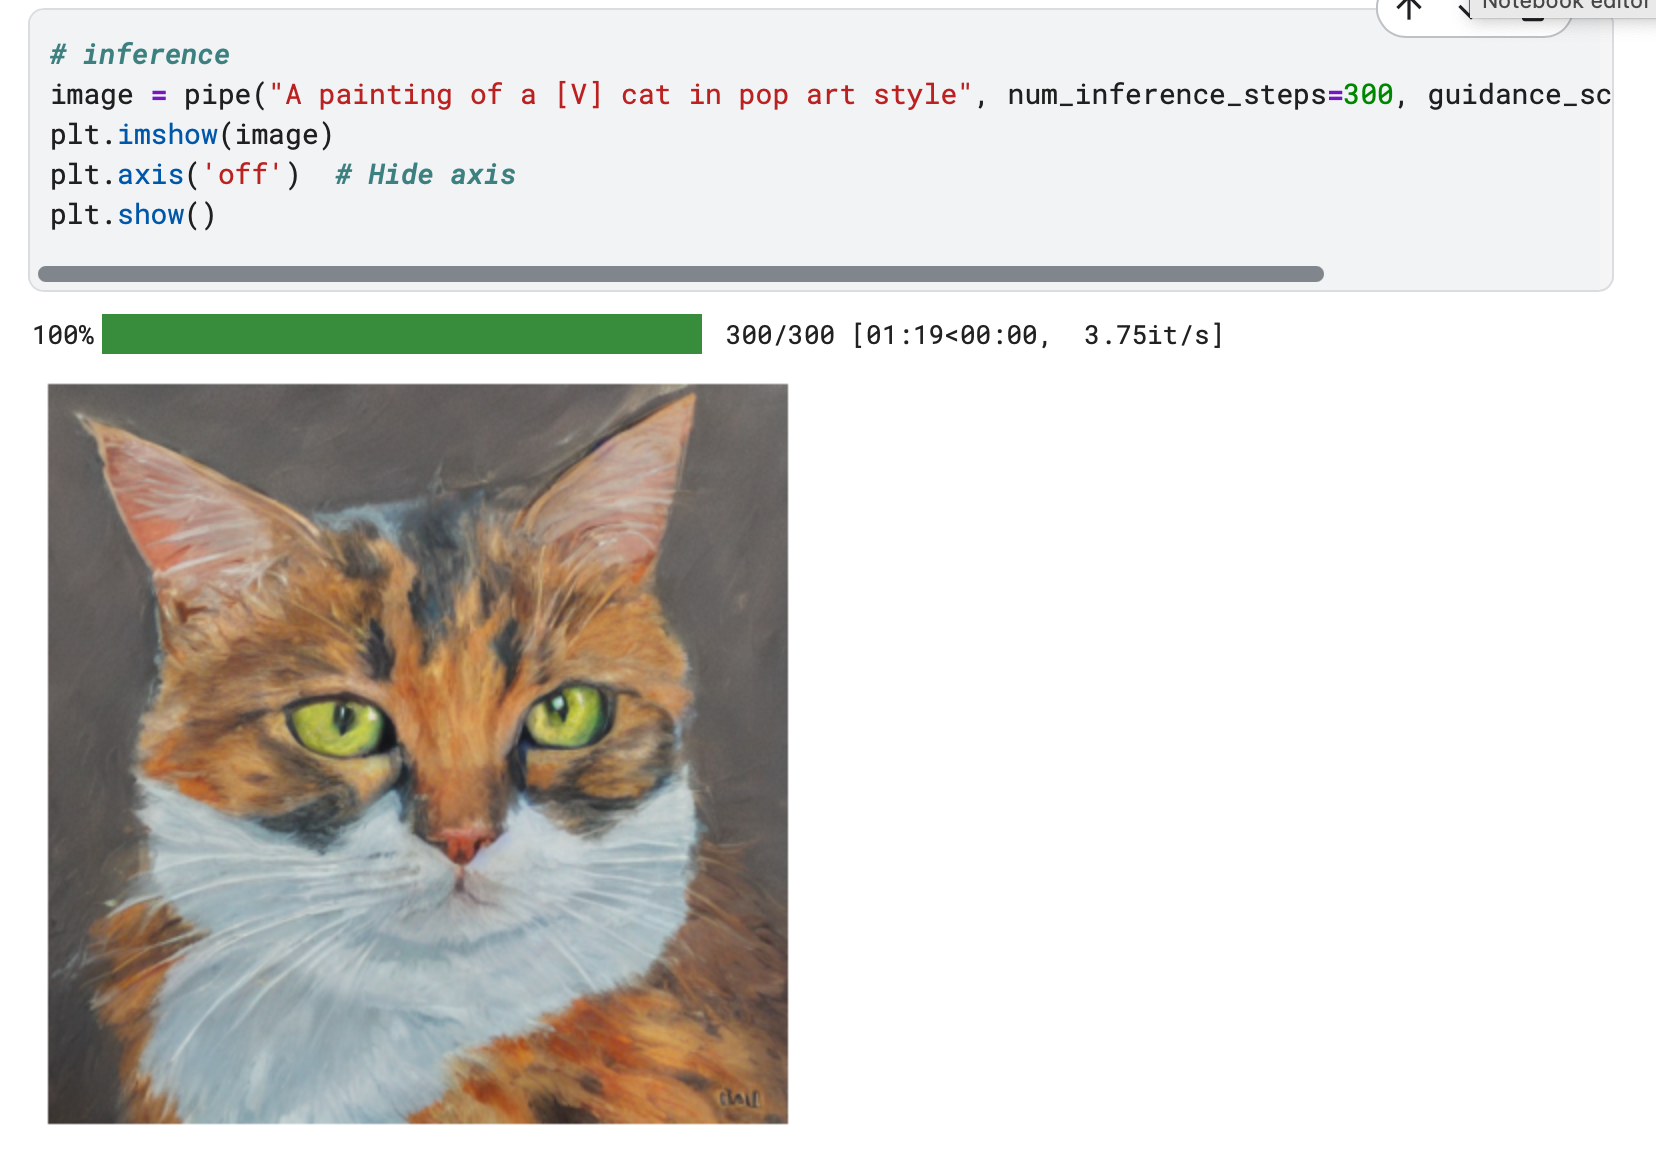 Notebook editor
# inference
image = pipe("A painting of a [V] cat in pop art style", num_inference_steps=300, guidance_sc
plt.imshow(image)
plt.axis('off')  # Hide axis
plt.show()
100% 300/300 [01:19<00:00,  3.75it/s]